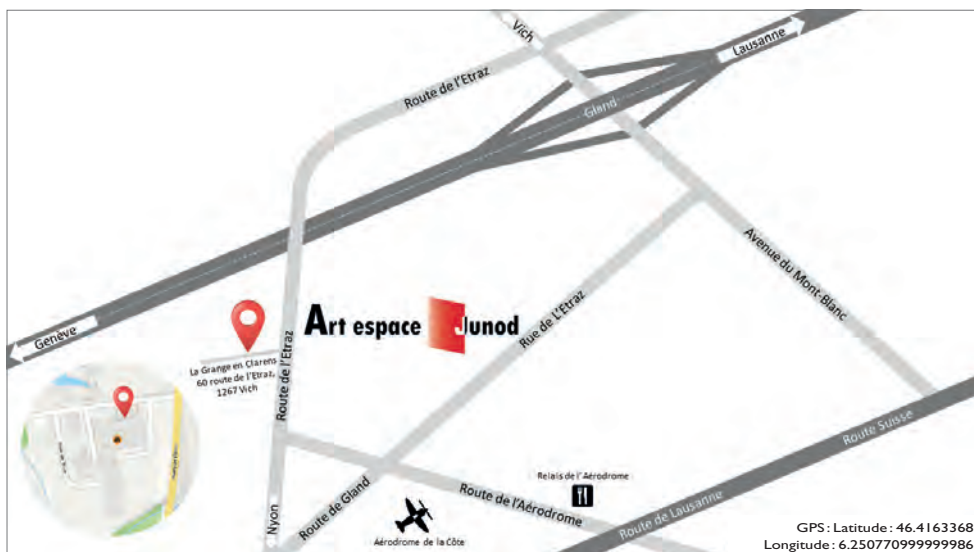 Vich
Lausanne
Route de l'Etraz
Gland
Avenue du Mont-Blanc
Genève
Art espace Junod
Rue de L'Etraz
La Grange en Clarens
60 route de l'Etraz,
1267 Vich
Route de l'Etraz
Route Suisse
Relais de l'Aérodrome
Nyon
Route de Gland
Route de l'Aérodrome
Route de Lausanne
Aérodrome de la Côte
GPS : Latitude : 46.4163368
Longitude : 6.250770999999986